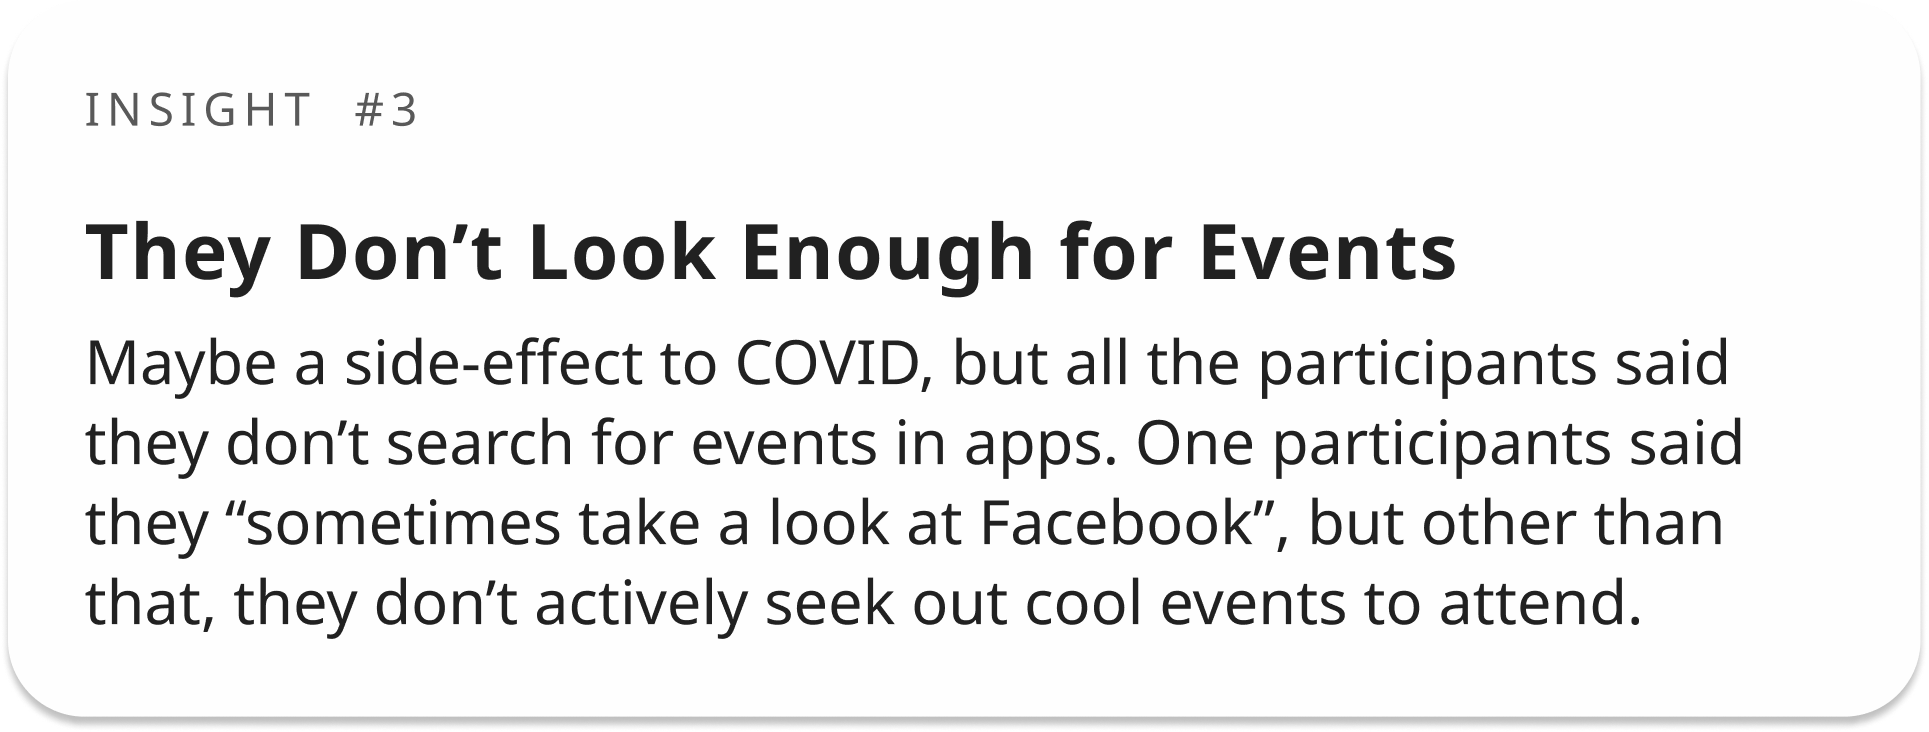 INSIGHT #3
They Don’t Look Enough for Events
Maybe a side-effect to COVID, but all the participants said
they don’t search for events in apps. One participants said
they “sometimes take a look at Facebook”, but other than
that, they don’t actively seek out cool events to attend.